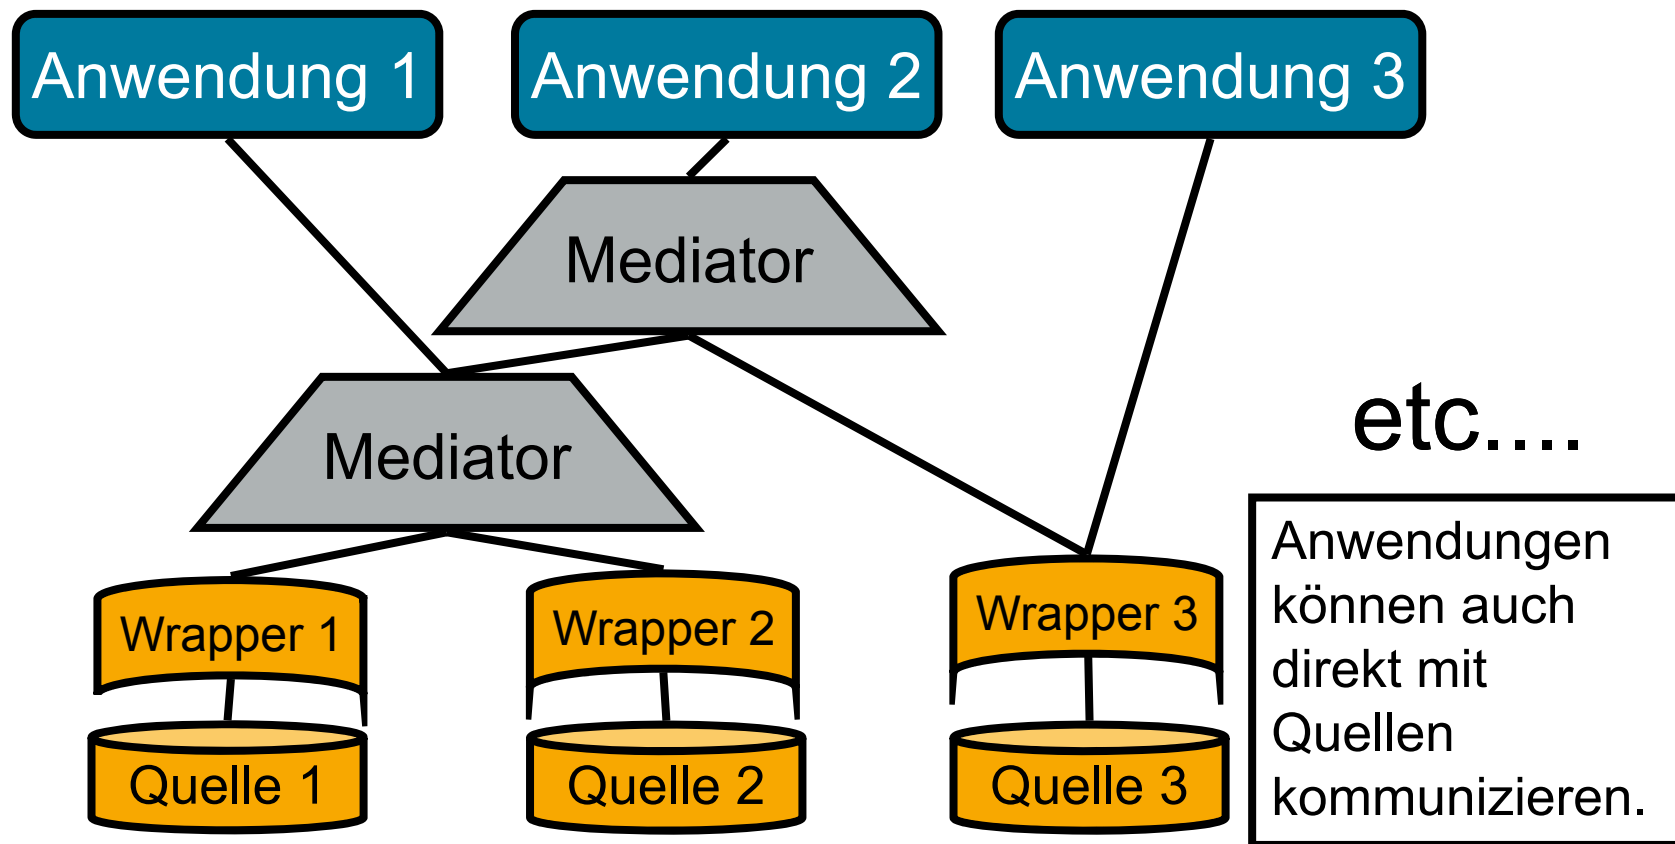 Anwendung 1
Anwendung 2
Anwendung 3
Mediator
Mediator
etc....
Wrapper 1
Wrapper 2
Wrapper 3
Quelle 1
Quelle 2
Quelle 3
Anwendungen
können auch
direkt mit
Quellen
kommunizieren.